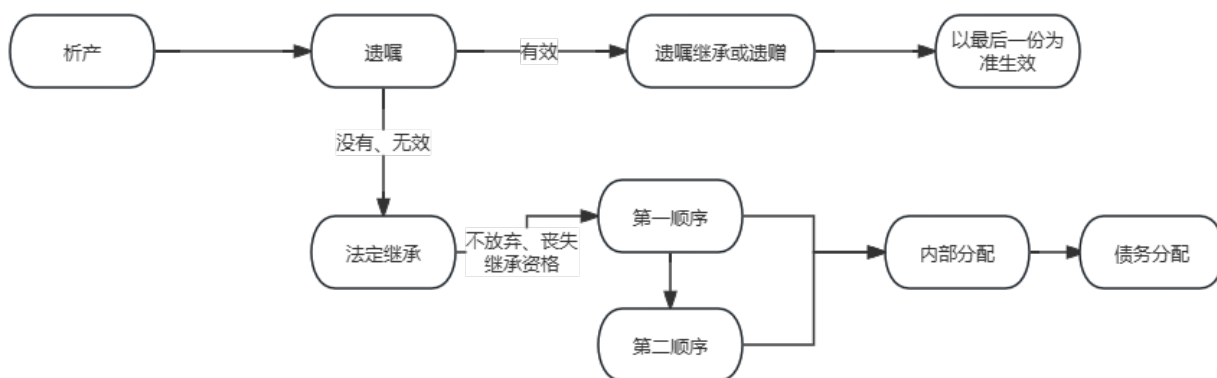 析产
遗嘱
有效
遗嘱继承或遗赠
以最后一份为
准生效
没有、无效
法定继承
不放弃、丧失
继承资格
第一顺序
第二顺序
内部分配
债务分配